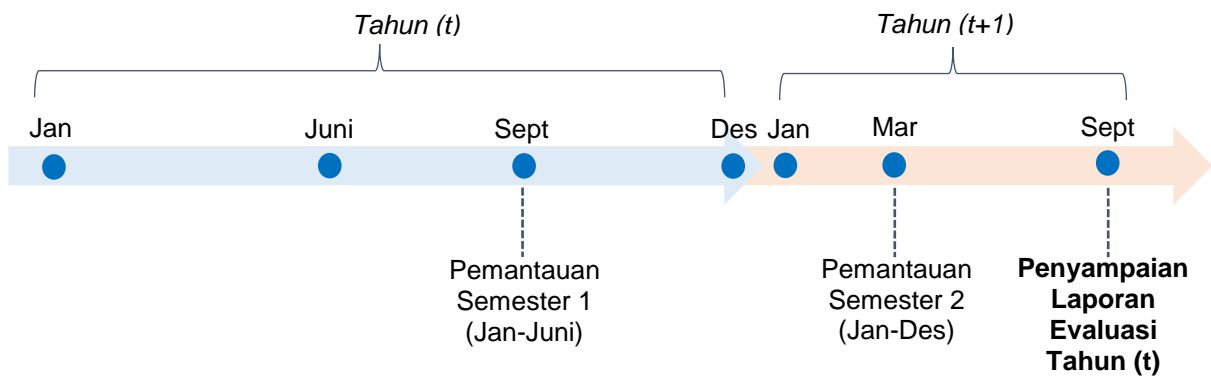 Tahun (t)
Tahun (t+1)
Jan
Juni
Sept
Des
Jan
Mar
Sept
Pemantauan
Semester 1
(Jan-Juni)
Pemantauan
Semester 2
(Jan-Des)
Penyampaian
Laporan
Evaluasi
Tahun (t)